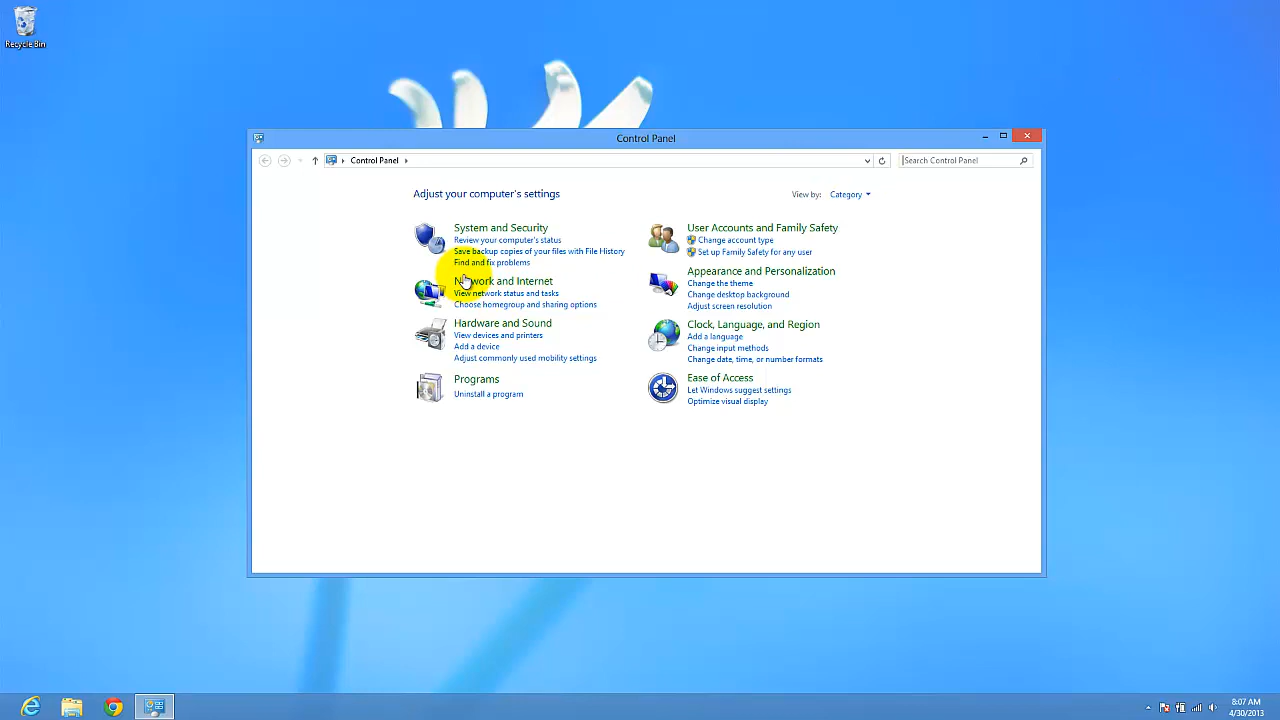 Recycle Bin
Control Panel
Control Panel
Search Control Panel
Adjust your computer's settings
View by: Category
System and Security
Review your computer's status
Save backup copies of your files with File History
Find and fix problems
Network and Internet
View network status and tasks
Choose homegroup and sharing options
Hardware and Sound
View devices and printers
Add a device
Adjust commonly used mobility settings
Programs
Uninstall a program
User Accounts and Family Safety
Change account type
Set up Family Safety for any user
Appearance and Personalization
Change the theme
Change desktop background
Adjust screen resolution
Clock, Language, and Region
Add a language
Change input methods
Change date, time, or number formats
Ease of Access
Let Windows suggest settings
Optimize visual display
8:07 AM
4/30/2013